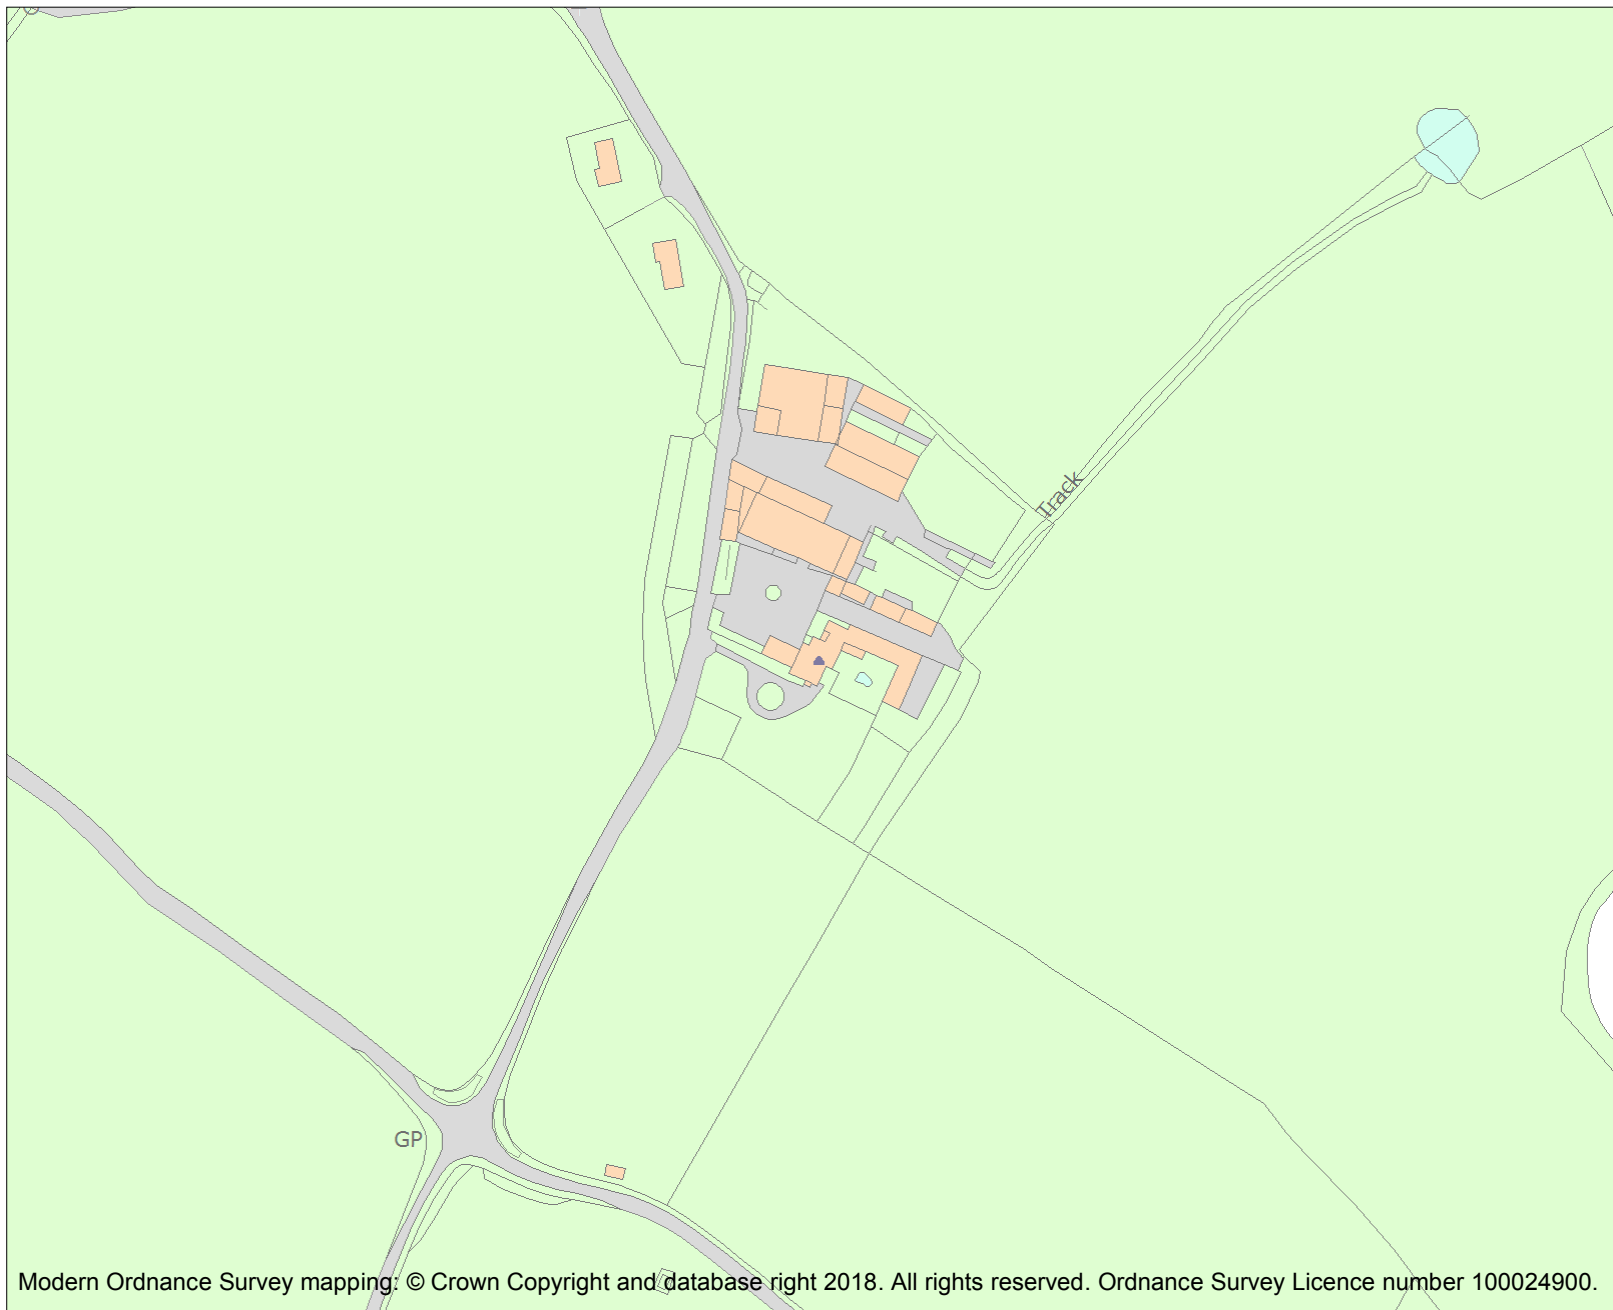 Track
GP
Modern Ordnance Survey mapping: © Crown Copyright and database right 2018. All rights reserved. Ordnance Survey Licence number 100024900.